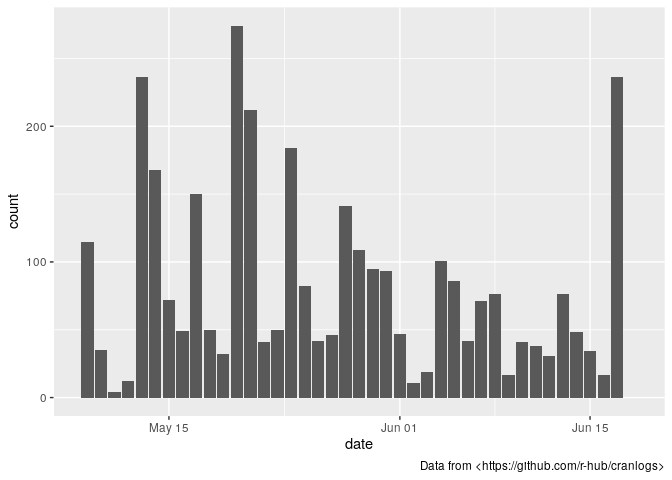 200
100
0
count
May 15
Jun 01
Jun 15
date
Data from <https://github.com/r-hub/cranlogs>